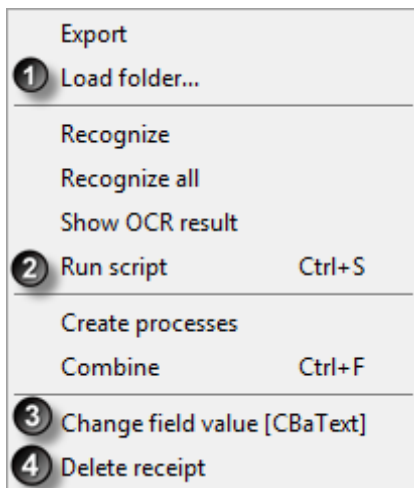 Export
1 Load folder...
Recognize
Recognize all
Show OCR result
2 Run script Ctrl+S
Create processes
Combine Ctrl+F
3 Change field value [CBaText]
4 Delete receipt